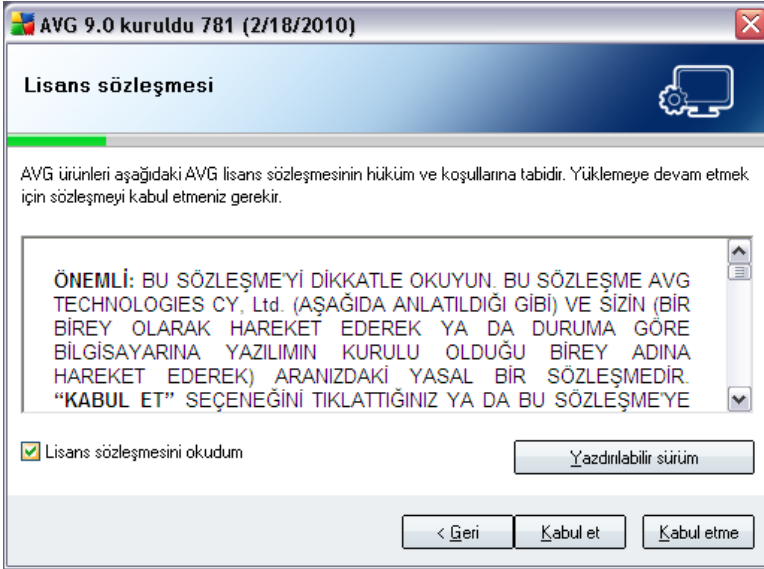 AVG 9.0 kuruldu 781 (2/18/2010)
Lisans sözleşmesi
AVG ürünleri aşağıdaki AVG lisans sözleşmesinin hüküm ve koşullarına tabidir. Yüklemeye devam etmek
için sözleşmeyi kabul etmeniz gerekir.
ÖNEMLİ: BU SÖZLEŞME'Yİ DİKKATLE OKUYUN. BU SÖZLEŞME AVG
TECHNOLOGIES CY, Ltd. (AŞAĞIDA ANLATILDIĞI GİBİ) VE SİZİN (BİR
BİREY OLARAK HAREKET EDEREK YA DA DURUMA GÖRE
BİLGİSAYARINA YAZILIMIN KURULU OLDUĞU BİREY ADINA
HAREKET EDEREK) ARANIZDAKİ YASAL BİR SÖZLEŞMEDİR.
“KABUL ET” SEÇENEĞİNİ TIKLATTIĞINIZ YA DA BU SÖZLEŞME'YE
Lisans sözleşmesini okudum
Yazdırılabilir sürüm
< Geri
Kabul et
Kabul etme